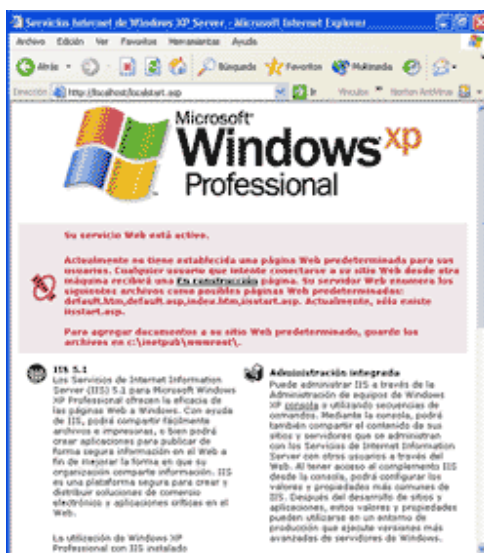 Servicios Internet de Windows XP Server - Microsoft Internet Explorer
Archivo Edición Ver Favoritos Herramientas Ayuda
Atrás Búsqueda Favoritos Multimedia
Dirección http://localhost/localstart.asp Ir Vínculos » Norton AntiVirus
Microsoft®
Windows xp
Professional
Su servicio Web está activo.
Actualmente no tiene establecida una página Web predeterminada para sus
usuarios. Cualquier usuario que intente conectarse a su sitio Web desde otra
máquina recibirá una En construcción página. Su servidor Web enumera los
siguientes archivos como posibles páginas Web predeterminadas:
default.htm,default.asp,index.htm,iisstart.asp. Actualmente, sólo existe
iisstart.asp.
Para agregar documentos a su sitio Web predeterminado, guarde los
archivos en c:\inetpub\wwwroot\.
IIS 5.1
Los Servicios de Internet Information
Server (IIS) 5.1 para Microsoft Windows
XP Professional ofrecen la eficacia de
las páginas Web a Windows. Con ayuda
de IIS, podrá compartir fácilmente
archivos e impresoras, o bien podrá
crear aplicaciones para publicar de
forma segura información en el Web a
fin de mejorar la forma en que su
organización comparte información. IIS
es una plataforma segura para crear y
distribuir soluciones de comercio
electrónico y aplicaciones críticas en el
Web.
La utilización de Windows XP
Professional con IIS instalado
Administración integrada
Puede administrar IIS a través de la
Administración de equipos de Windows
XP consola o utilizando secuencias de
comandos. Mediante la consola, podrá
también compartir el contenido de sus
sitios y servidores que se administran
con los Servicios de Internet Information
Server con otros usuarios a través del
Web. Al tener acceso al complemento IIS
desde la consola, podrá configurar los
valores y propiedades más comunes de
IIS. Después del desarrollo de sitios y
aplicaciones, estos valores y propiedades
pueden utilizarse en un entorno de
producción que ejecute versiones más
avanzadas de servidores de Windows.